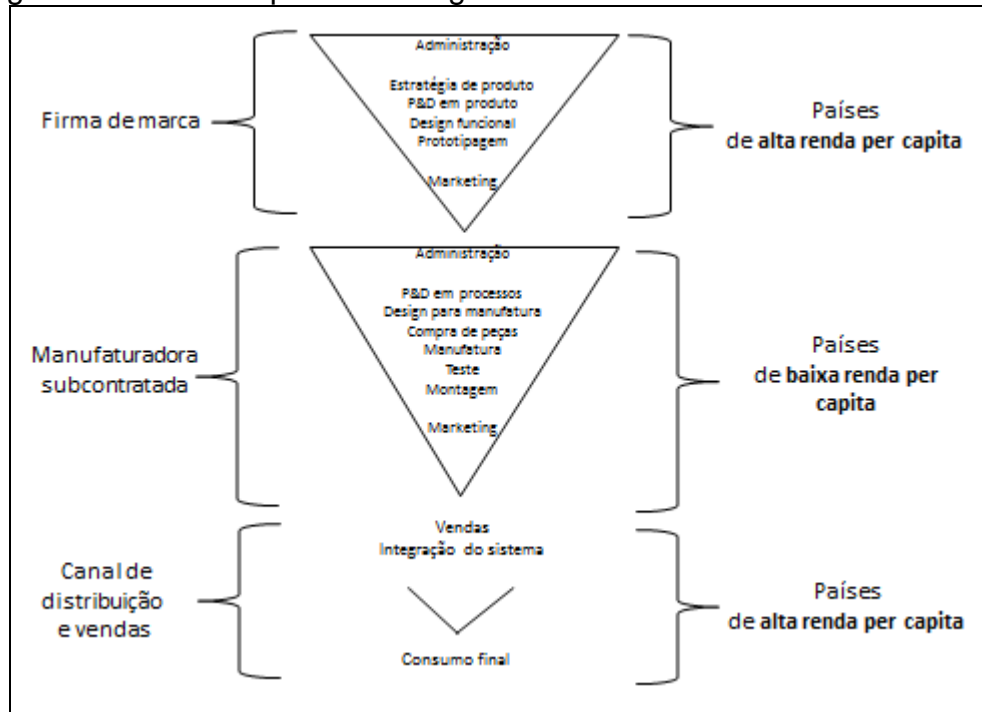 Administração
Estratégia de produto
P&D em produto
Design funcional
Prototipagem
Marketing
Firma de marca
Países
de alta renda per capita
Administração
P&D em processos
Design para manufatura
Compra de peças
Manufatura
Teste
Montagem
Marketing
Manufaturadora
subcontratada
Países
de baixa renda per
capita
Vendas
Integração do sistema
Consumo final
Canal de
distribuição
e vendas
Países
de alta renda per capita